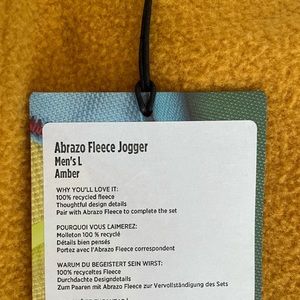 Abrazo Fleece Jogger
Men's L
Amber
WHY YOU'LL LOVE IT:
100% recycled fleece
Thoughtful design details
Pair with Abrazo Fleece to complete the set
POURQUOI VOUS L'AIMEREZ:
Molleton 100 % recyclé
Détails bien pensés
Portez avec l'Abrazo Fleece correspondent
WARUM DU BEGEISTERT SEIN WIRST:
100% recyceltes Fleece
Durchdachte Designdetails
Zum Paaren mit Abrazo Fleece zur Vervollständigung des Sets